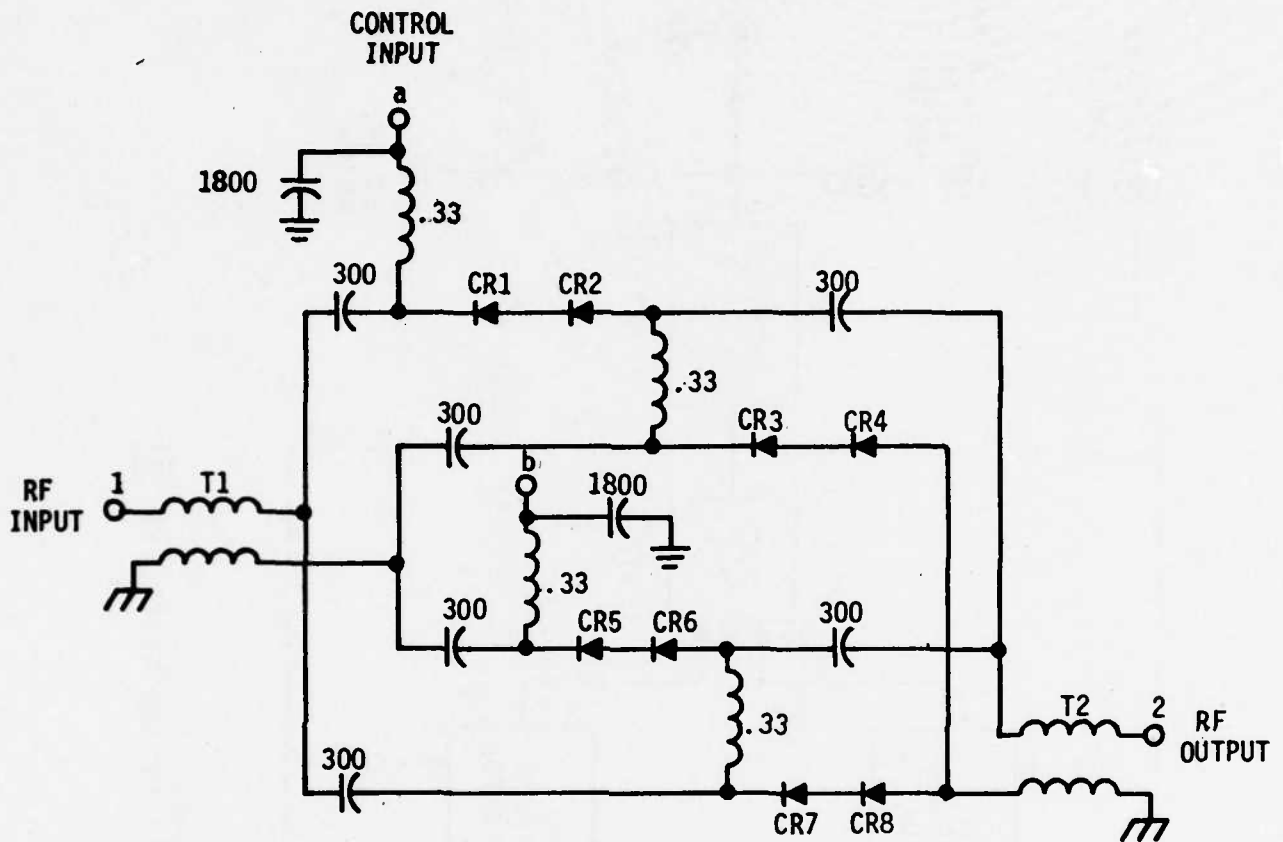 CONTROL
INPUT
a
1800
.33
300
CR1
CR2
300
.33
300
CR3
CR4
b
1800
RF
INPUT
1
T1
.33
300
CR5
CR6
300
.33
T2
2
RF
OUTPUT
300
CR7
CR8